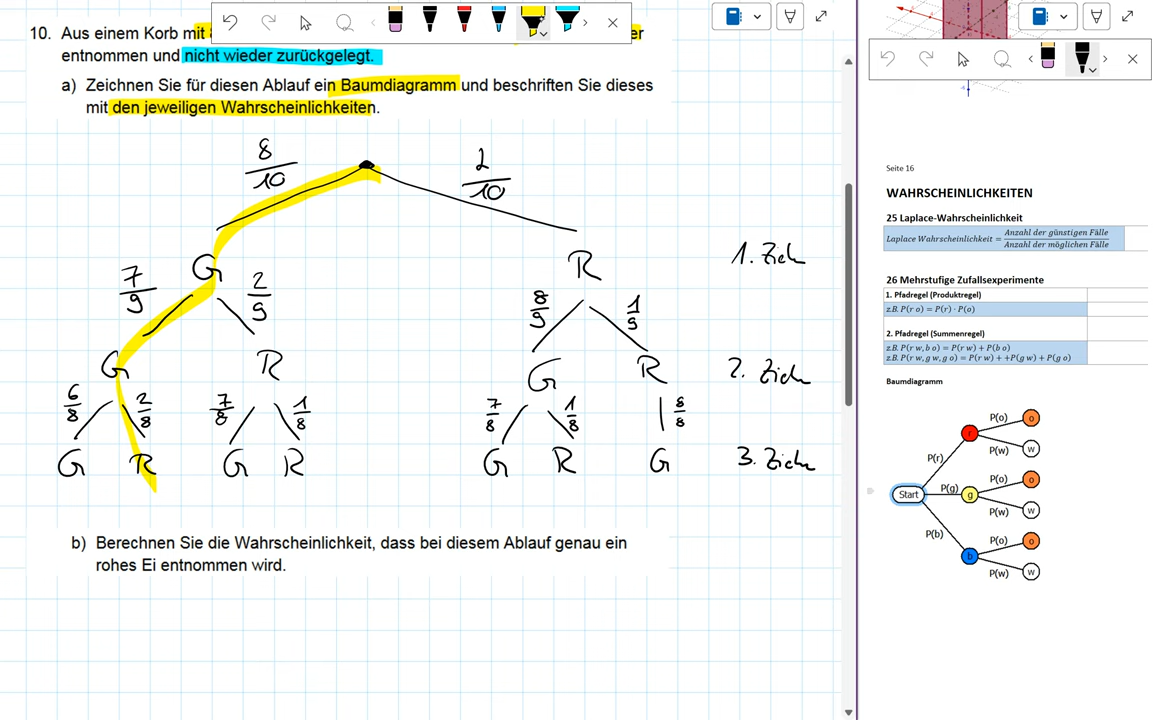 10. Aus einem Korb mit
er
entnommen und nicht wieder zurückgelegt.
a) Zeichnen Sie für diesen Ablauf ein Baumdiagramm und beschriften Sie dieses
mit den jeweiligen Wahrscheinlichkeiten.
8/10 2/10
G R 1. Zieh
7/9 2/9 8/9 1/9
G R G R 2. Zieh
6/8 2/8 7/8 1/8 7/8 1/8 8/8
G R G R G R G 3. Zieh
b) Berechnen Sie die Wahrscheinlichkeit, dass bei diesem Ablauf genau ein
rohes Ei entnommen wird.
Seite 16
WAHRSCHEINLICHKEITEN
25 Laplace-Wahrscheinlichkeit
Laplace Wahrscheinlichkeit = Anzahl der günstigen Fälle / Anzahl der möglichen Fälle
26 Mehrstufige Zufallsexperimente
1. Pfadregel (Produktregel)
z.B. P(r o) = P(r) · P(o)
2. Pfadregel (Summenregel)
z.B. P(r w, b o) = P(r w) + P(b o)
z.B. P(r w, g w, g o) = P(r w) + +P(g w) + P(g o)
Baumdiagramm
P(o) o
r
P(w) w
P(r)
P(o) o
Start P(g) g
P(w) w
P(b)
P(o) o
b
P(w) w